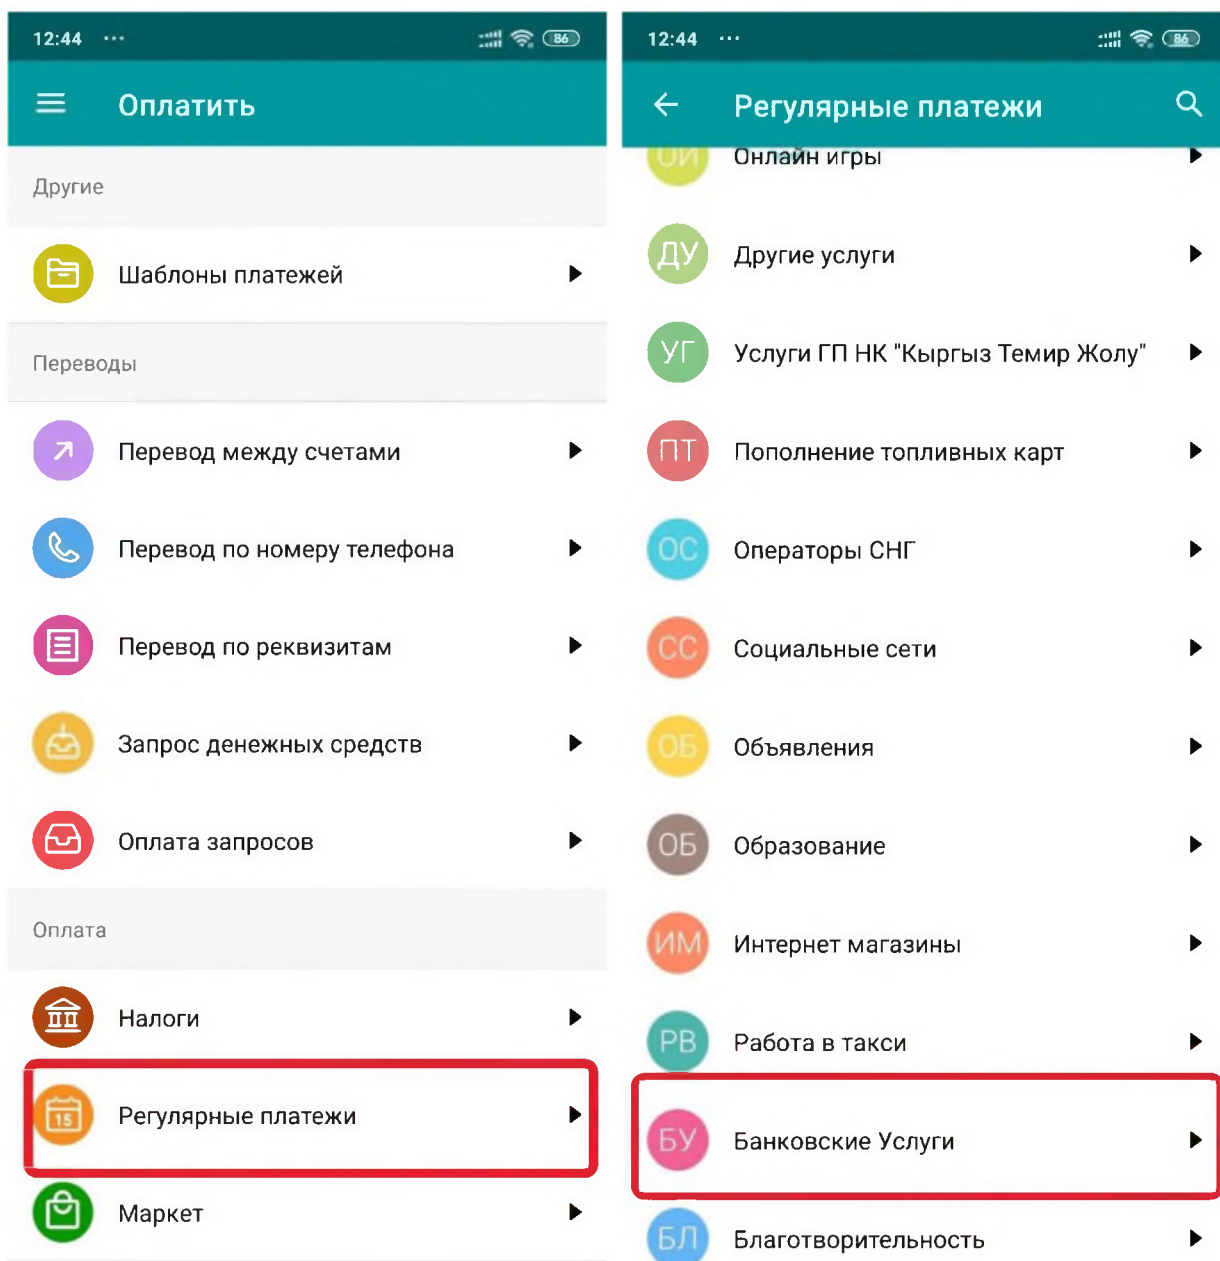 12:44 ...
86
Оплатить
Другие
Шаблоны платежей
Переводы
Перевод между счетами
Перевод по номеру телефона
Перевод по реквизитам
Запрос денежных средств
Оплата запросов
Оплата
Налоги
15
Регулярные платежи
Маркет
12:44 ...
86
Регулярные платежи
ОИ Онлайн игры
ДУ Другие услуги
УГ Услуги ГП НК "Кыргыз Темир Жолу"
ПТ Пополнение топливных карт
ОС Операторы СНГ
СС Социальные сети
ОБ Объявления
ОБ Образование
ИМ Интернет магазины
РВ Работа в такси
БУ Банковские Услуги
БЛ Благотворительность